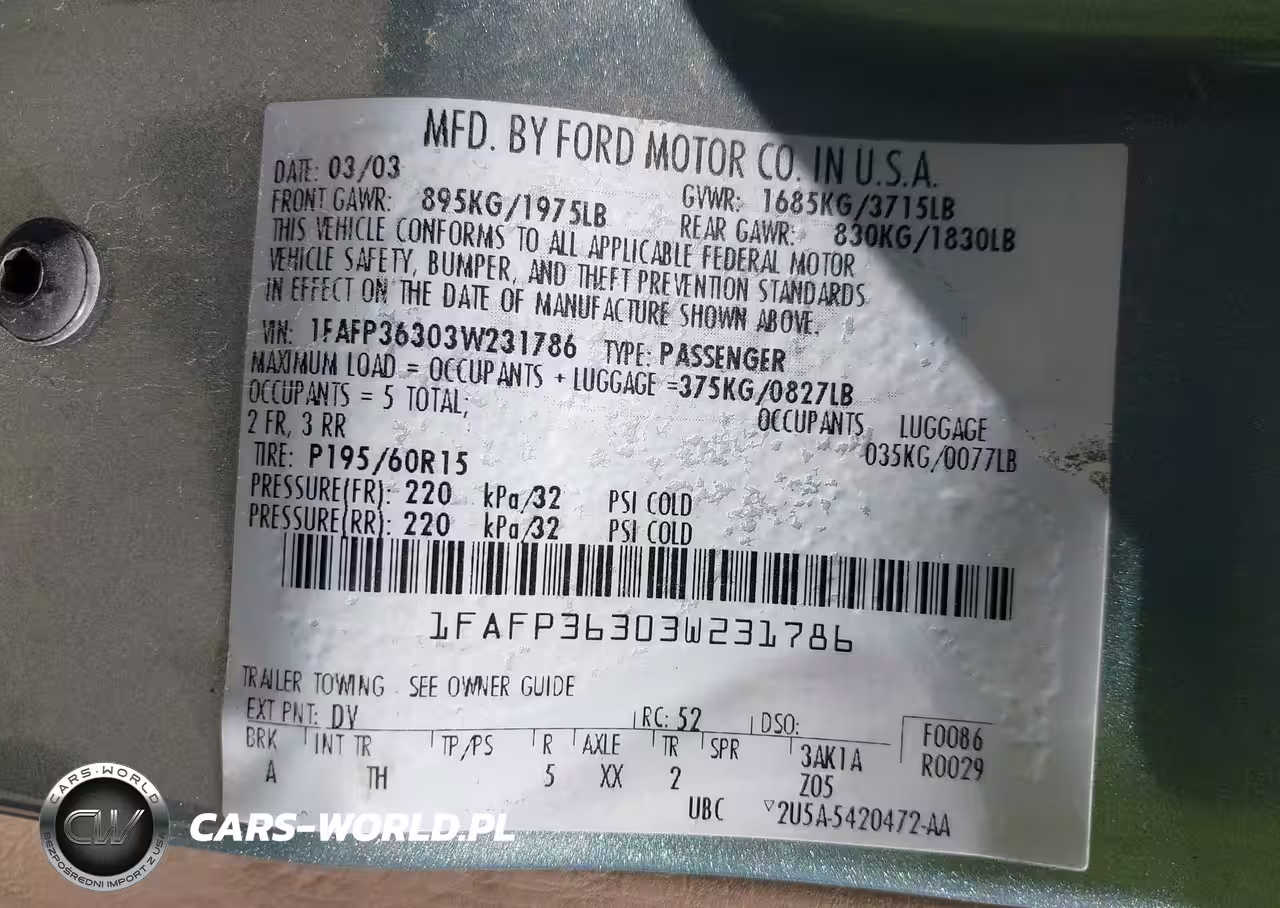 MFD. BY FORD MOTOR CO. IN U.S.A.
DATE: 03/03 GVWR: 1685KG/3715LB
FRONT GAWR: 895KG/1975LB REAR GAWR: 830KG/1830LB
THIS VEHICLE CONFORMS TO ALL APPLICABLE FEDERAL MOTOR
VEHICLE SAFETY, BUMPER, AND THEFT PREVENTION STANDARDS
IN EFFECT ON THE DATE OF MANUFACTURE SHOWN ABOVE.
VIN: 1FAFP36303W231786 TYPE: PASSENGER
MAXIMUM LOAD = OCCUPANTS + LUGGAGE =375KG/0827LB
OCCUPANTS = 5 TOTAL; OCCUPANTS LUGGAGE
2 FR, 3 RR 035KG/0077LB
TIRE: P195/60R15
PRESSURE(FR): 220 kPa/32 PSI COLD
PRESSURE(RR): 220 kPa/32 PSI COLD
1FAFP36303W231786
TRAILER TOWING - SEE OWNER GUIDE
EXT PNT: DV RC: 52 DSO: F0086
BRK INT TR TP/PS R AXLE TR SPR 3AK1A R0029
A TH 5 XX 2 Z05
UBC ▽2U5A-5420472-AA
CARS-WORLD
CW
BEZPOŚREDNI IMPORT Z USA
CARS-WORLD.PL